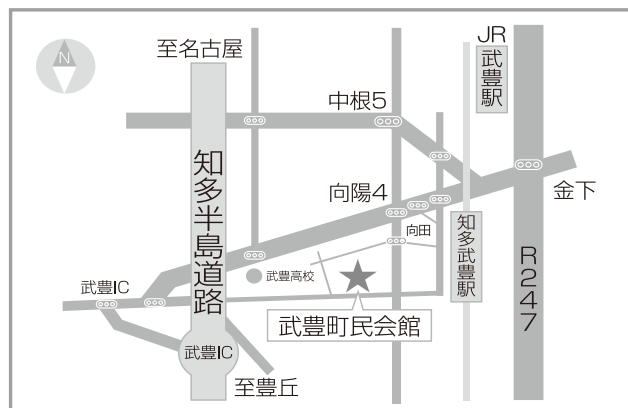 N
至名古屋
JR
武豊駅
中根5
知多半島道路
向陽4
金下
向田
武豊IC
武豊高校
知多武豊駅
R247
武豊町民会館
武豊IC
至豊丘